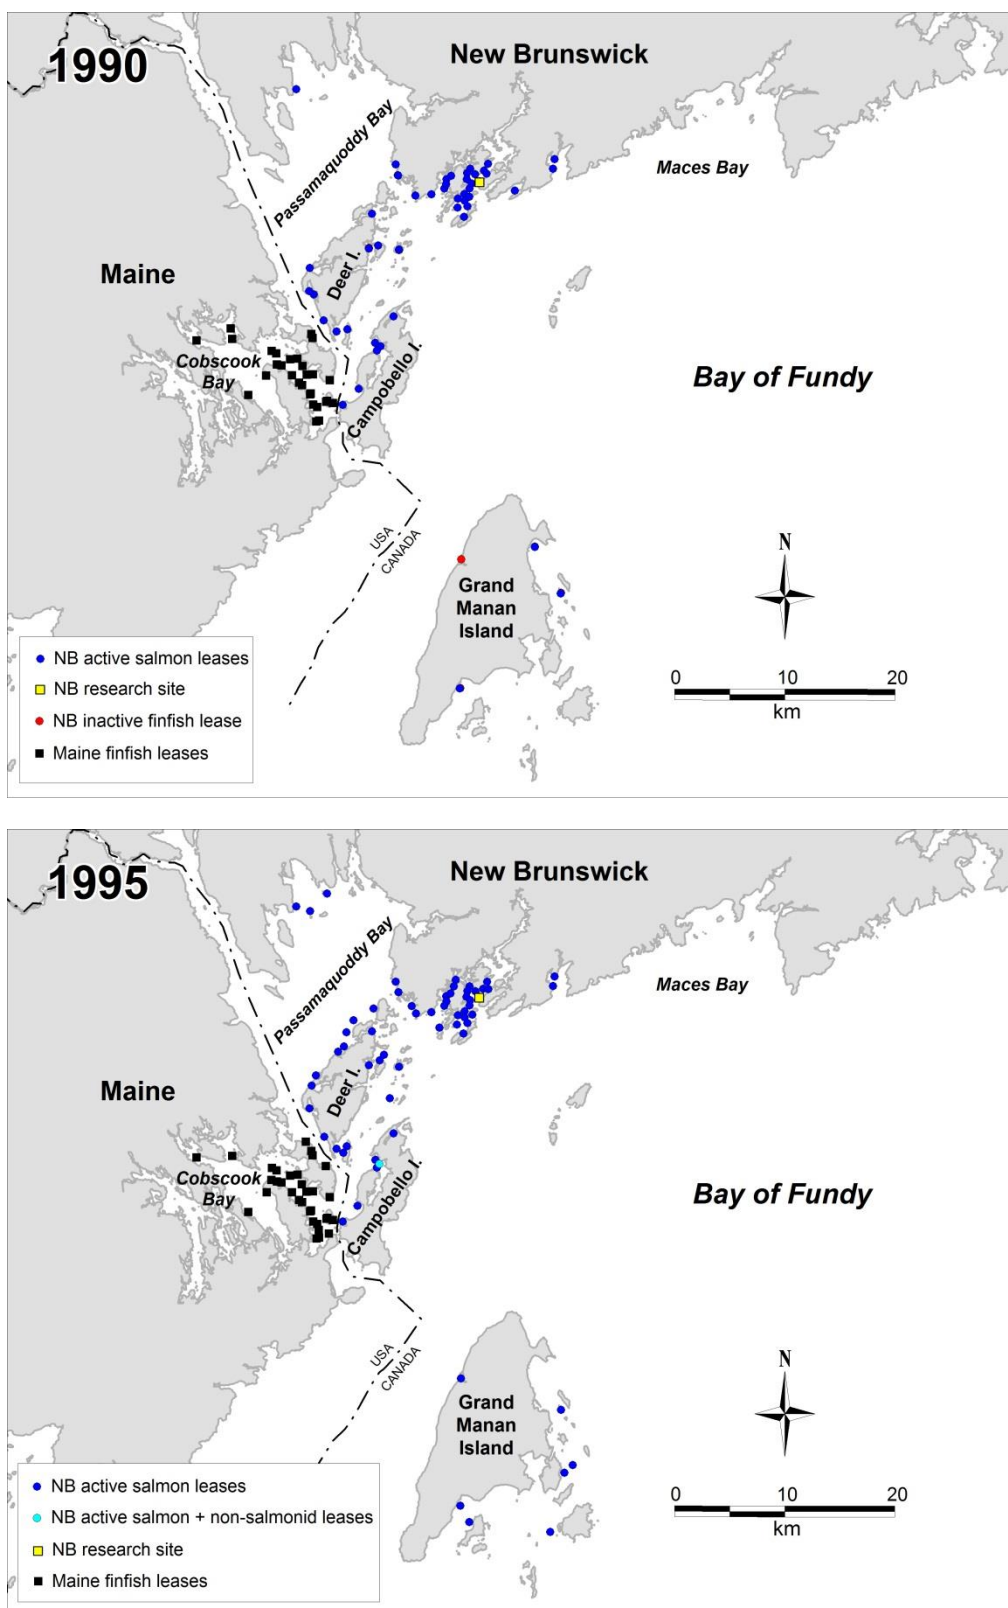 1990
New Brunswick
Passamaquoddy Bay
Maces Bay
Maine
Deer I.
Cobscook
Bay
Campobello I.
Bay of Fundy
USA
CANADA
N
Grand
Manan
Island
0 10 20
km
NB active salmon leases
NB research site
NB inactive finfish lease
Maine finfish leases
1995
New Brunswick
Passamaquoddy Bay
Maces Bay
Maine
Deer I.
Cobscook
Bay
Campobello I.
Bay of Fundy
USA
CANADA
N
Grand
Manan
Island
0 10 20
km
NB active salmon leases
NB active salmon + non-salmonid leases
NB research site
Maine finfish leases